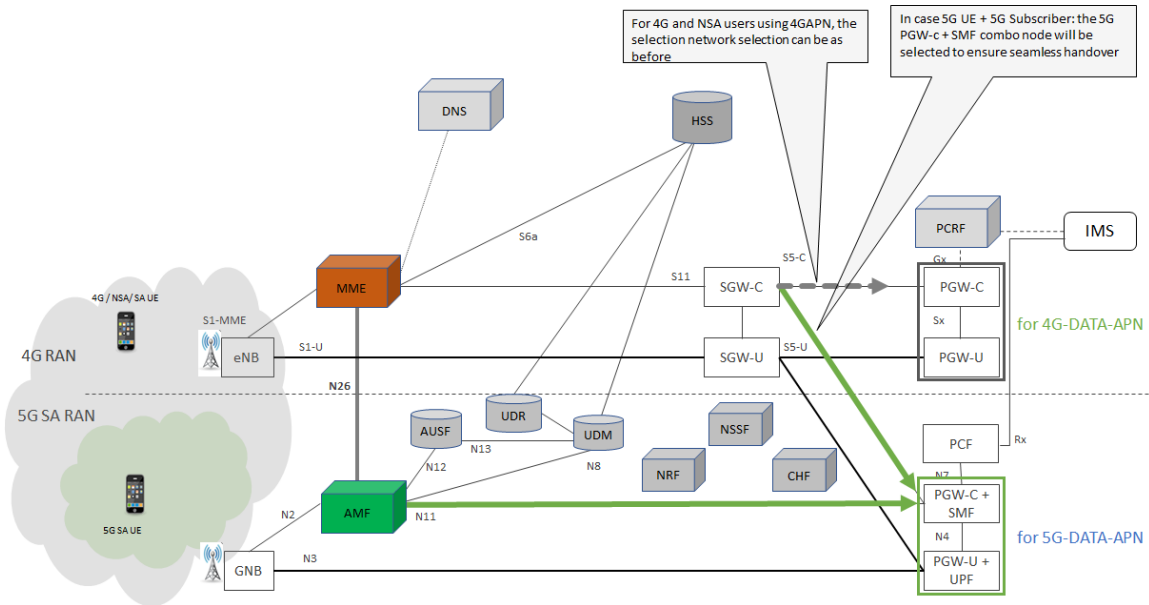 For 4G and NSA users using 4GAPN, the
selection network selection can be as
before
In case 5G UE + 5G Subscriber: the 5G
PGW-c + SMF combo node will be
selected to ensure seamless handover
DNS
HSS
PCRF
IMS
S6a
Gx
S5-C
S11
MME
SGW-C
PGW-C
4G / NSA/ SA UE
S1-MME
Sx
for 4G-DATA-APN
4G RAN
eNB
S1-U
SGW-U
S5-U
PGW-U
N26
5G SA RAN
UDR
AUSF
UDM
NSSF
PCF
Rx
N13
N12
N8
NRF
CHF
N7
PGW-C +
SMF
5G SA UE
N2
AMF
N11
N4
for 5G-DATA-APN
GNB
N3
PGW-U +
UPF